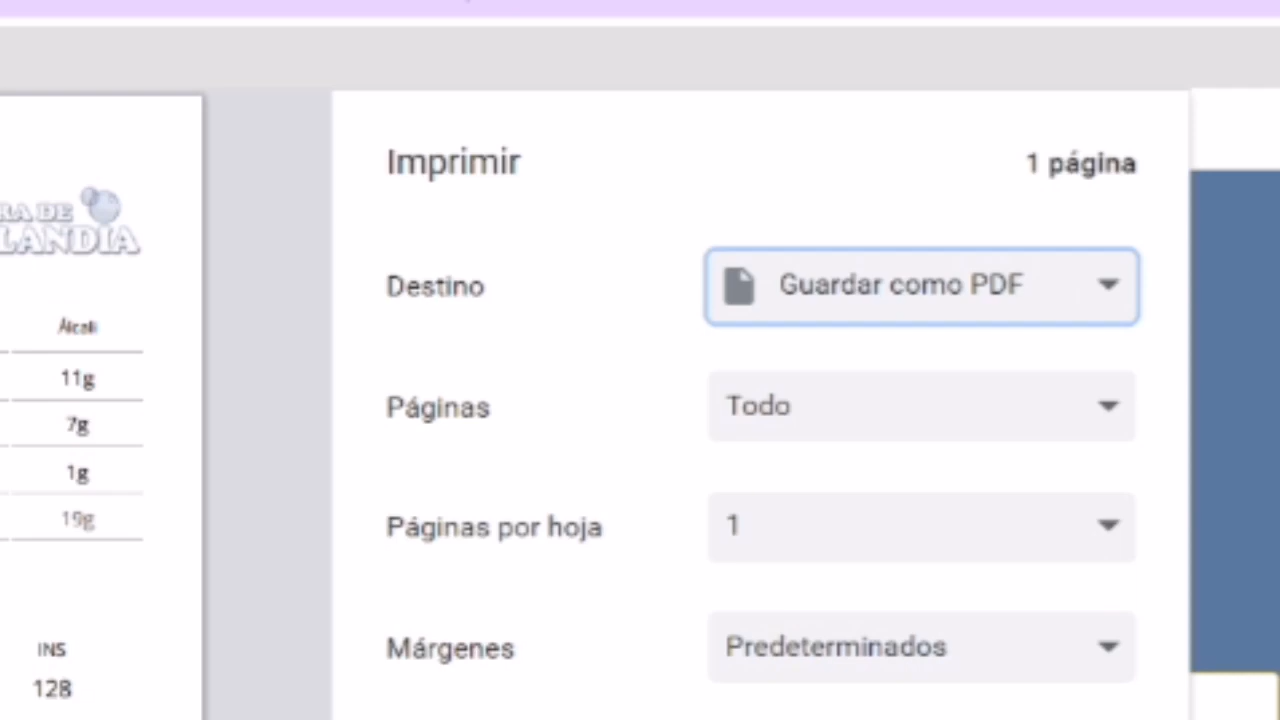 Imprimir
1 página
RA DE
LANDIA
Destino
Guardar como PDF
Álcali
11g
7g
1g
19g
Páginas
Todo
Páginas por hoja
1
Márgenes
Predeterminados
INS
128